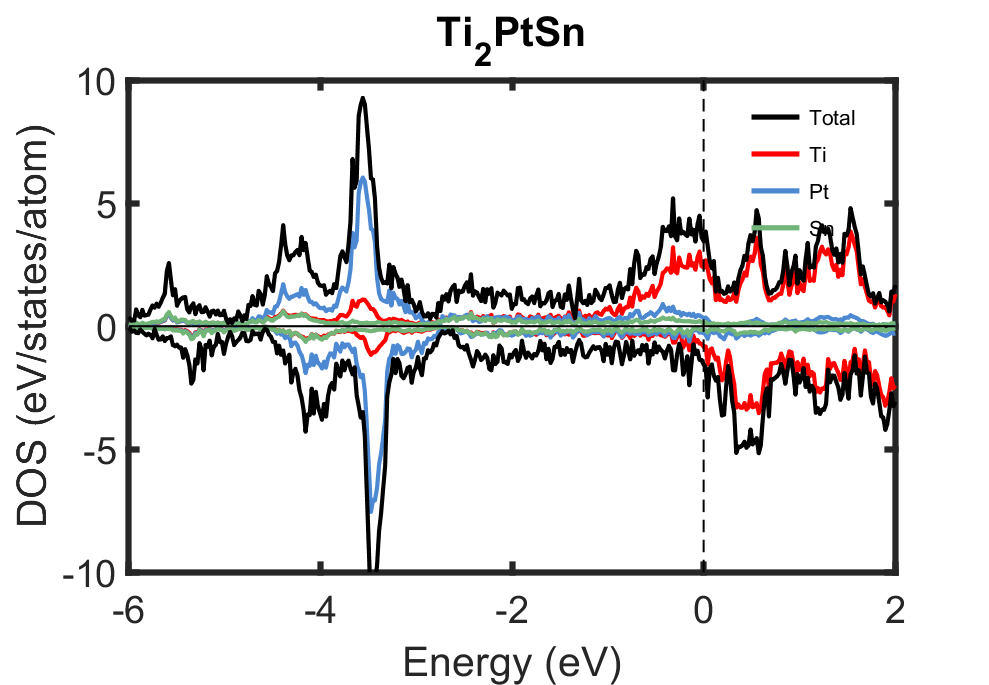 Ti₂PtSn
DOS (eV/states/atom)
10
5
0
-5
-10
Total
Ti
Pt
Sn
-6 -4 -2 0 2
Energy (eV)